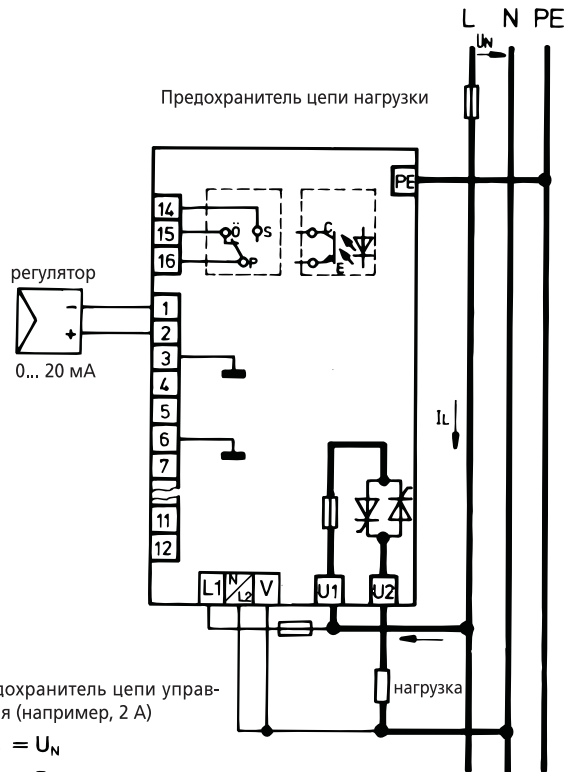 L N PE
UN
Предохранитель цепи нагрузки
PE
14
15
16
Ö
S
P
C
E
регулятор
-
+
0... 20 мА
1
2
3
4
5
6
7
11
12
IL
L1
N/L2
V
U1
U2
нагрузка
дохранитель цепи управ-
я (например, 2 А)
= UN